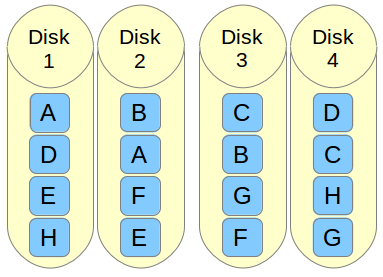 Disk Disk Disk Disk
1 2 3 4
A B C D
D A B C
E F G H
H E F G